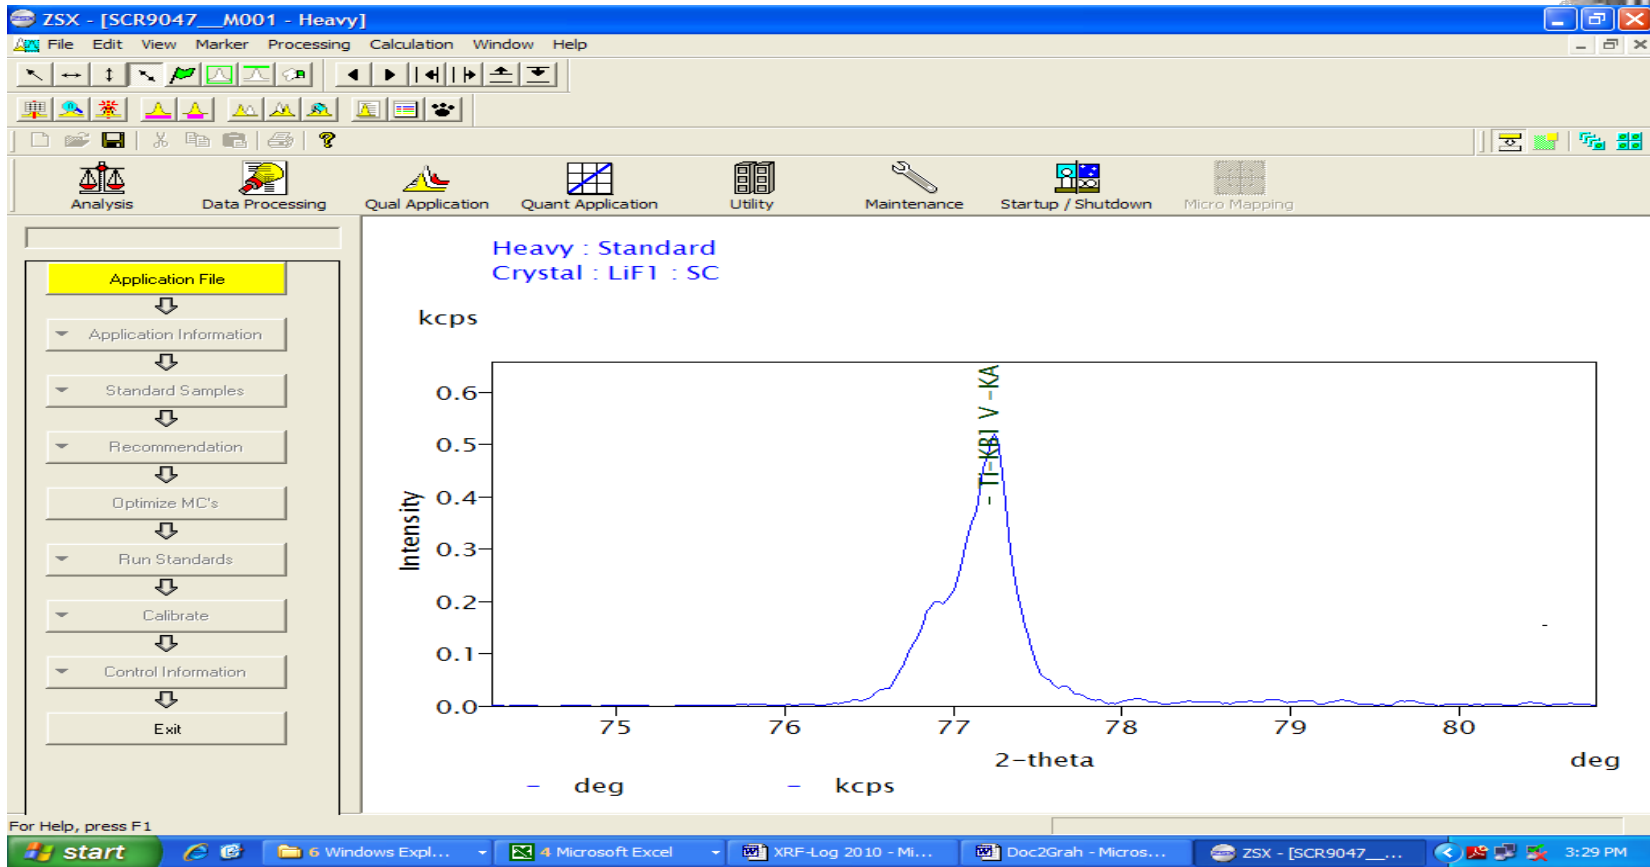 ZSX - [SCR9047__M001 - Heavy]
File Edit View Marker Processing Calculation Window Help
Analysis Data Processing Qual Application Quant Application Utility Maintenance Startup / Shutdown Micro Mapping
Application File
Application Information
Standard Samples
Recommendation
Optimize MC's
Run Standards
Calibrate
Control Information
Exit
Heavy : Standard
Crystal : LiF1 : SC
kcps
0.6
0.5
0.4
0.3
0.2
0.1
0.0
Intensity
- Ti-KB1 V -KA
75 76 77 78 79 80
2-theta deg
- deg - kcps
For Help, press F1
start 6 Windows Expl... 4 Microsoft Excel XRF-Log 2010 - Mi... Doc2Grah - Micros... ZSX - [SCR9047__... 3:29 PM